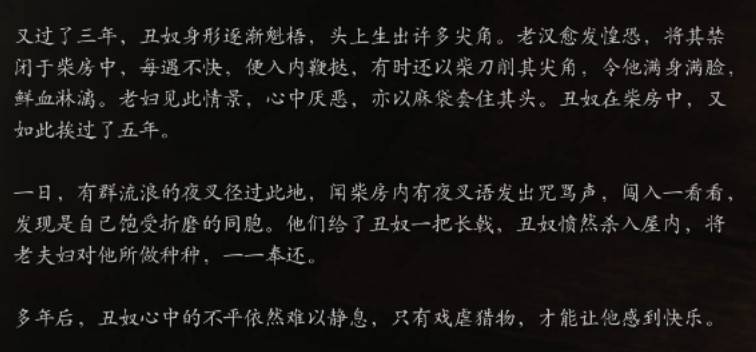 又过了三年，丑奴身形逐渐魁梧，头上生出许多尖角。老汉愈发惶恐，将其禁
闭于柴房中，每遇不快，便入内鞭挞，有时还以柴刀削其尖角，令他满身满脸，
鲜血淋漓。老妇见此情景，心中厌恶，亦以麻袋套住其头。丑奴在柴房中，又
如此挨过了五年。
一日，有群流浪的夜叉径过此地，闻柴房内有夜叉语发出咒骂声，闯入一看看，
发现是自己饱受折磨的同胞。他们给了丑奴一把长戟，丑奴愤然杀入屋内，将
老夫妇对他所做种种，一一奉还。
多年后，丑奴心中的不平依然难以静息，只有戏虐猎物，才能让他感到快乐。